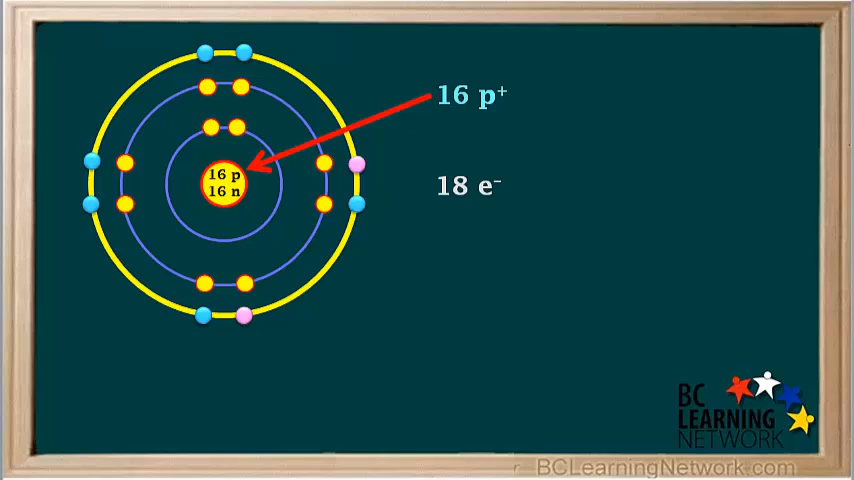 16 p⁺
16 p
16 n
18 e⁻
BC
LEARNING
NETWORK
BCLearningNetwork.com